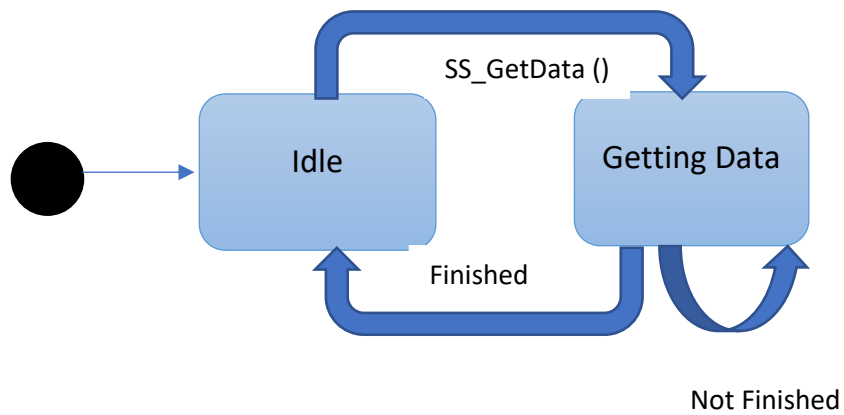 SS_GetData ()
Idle
Getting Data
Finished
Not Finished